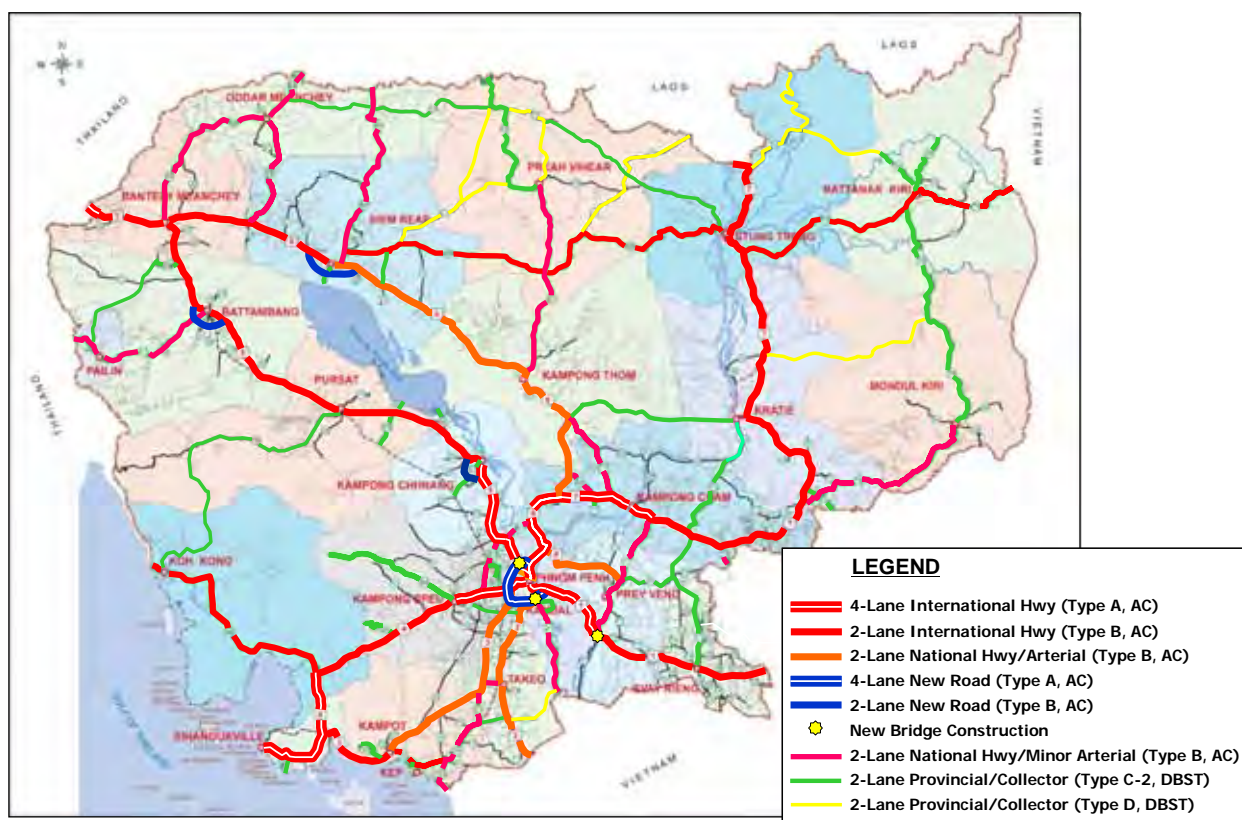 LAOS
LAOS
THAILAND
VIETNAM
ODDAR MEANCHEY
PREAH VIHEAR
BANTEAY MEANCHEY
RATTANAK KIRI
SIEM REAP
STUNG TRENG
BATTAMBANG
PAILIN
PURSAT
KAMPONG THOM
MONDUL KIRI
KRATIE
THAILAND
KAMPONG CHHNANG
KAMPONG CHAM
KOH KONG
PHNOM PENH
KAMPONG SPEU
KANDAL
PREY VENG
TAKEO
SVAY RIENG
KAMPOT
SIHANOUKVILLE
KEP
VIETNAM
LEGEND
4-Lane International Hwy (Type A, AC)
2-Lane International Hwy (Type B, AC)
2-Lane National Hwy/Arterial (Type B, AC)
4-Lane New Road (Type A, AC)
2-Lane New Road (Type B, AC)
New Bridge Construction
2-Lane National Hwy/Minor Arterial (Type B, AC)
2-Lane Provincial/Collector (Type C-2, DBST)
2-Lane Provincial/Collector (Type D, DBST)